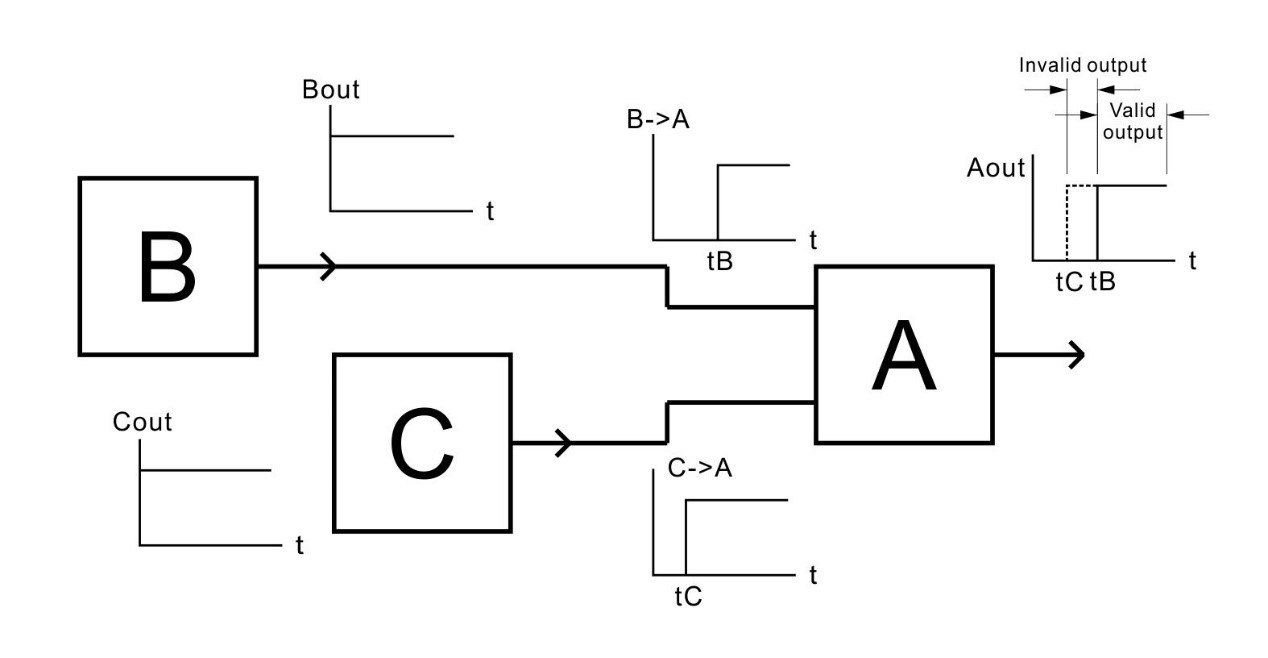 Invalid output
Bout
Valid
output
B->A
Aout
t
t
tB
t
tC tB
B
A
C
Cout
C->A
t
t
tC